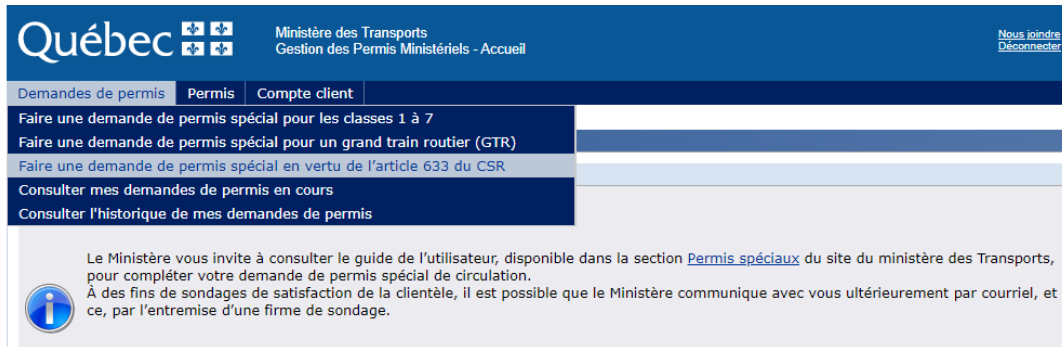 Québec
Ministère des Transports
Gestion des Permis Ministériels - Accueil
Nous joindre
Déconnecter
Demandes de permis Permis Compte client
Faire une demande de permis spécial pour les classes 1 à 7
Faire une demande de permis spécial pour un grand train routier (GTR)
Faire une demande de permis spécial en vertu de l'article 633 du CSR
Consulter mes demandes de permis en cours
Consulter l'historique de mes demandes de permis
Le Ministère vous invite à consulter le guide de l'utilisateur, disponible dans la section Permis spéciaux du site du ministère des Transports,
pour compléter votre demande de permis spécial de circulation.
À des fins de sondages de satisfaction de la clientèle, il est possible que le Ministère communique avec vous ultérieurement par courriel, et
ce, par l'entremise d'une firme de sondage.